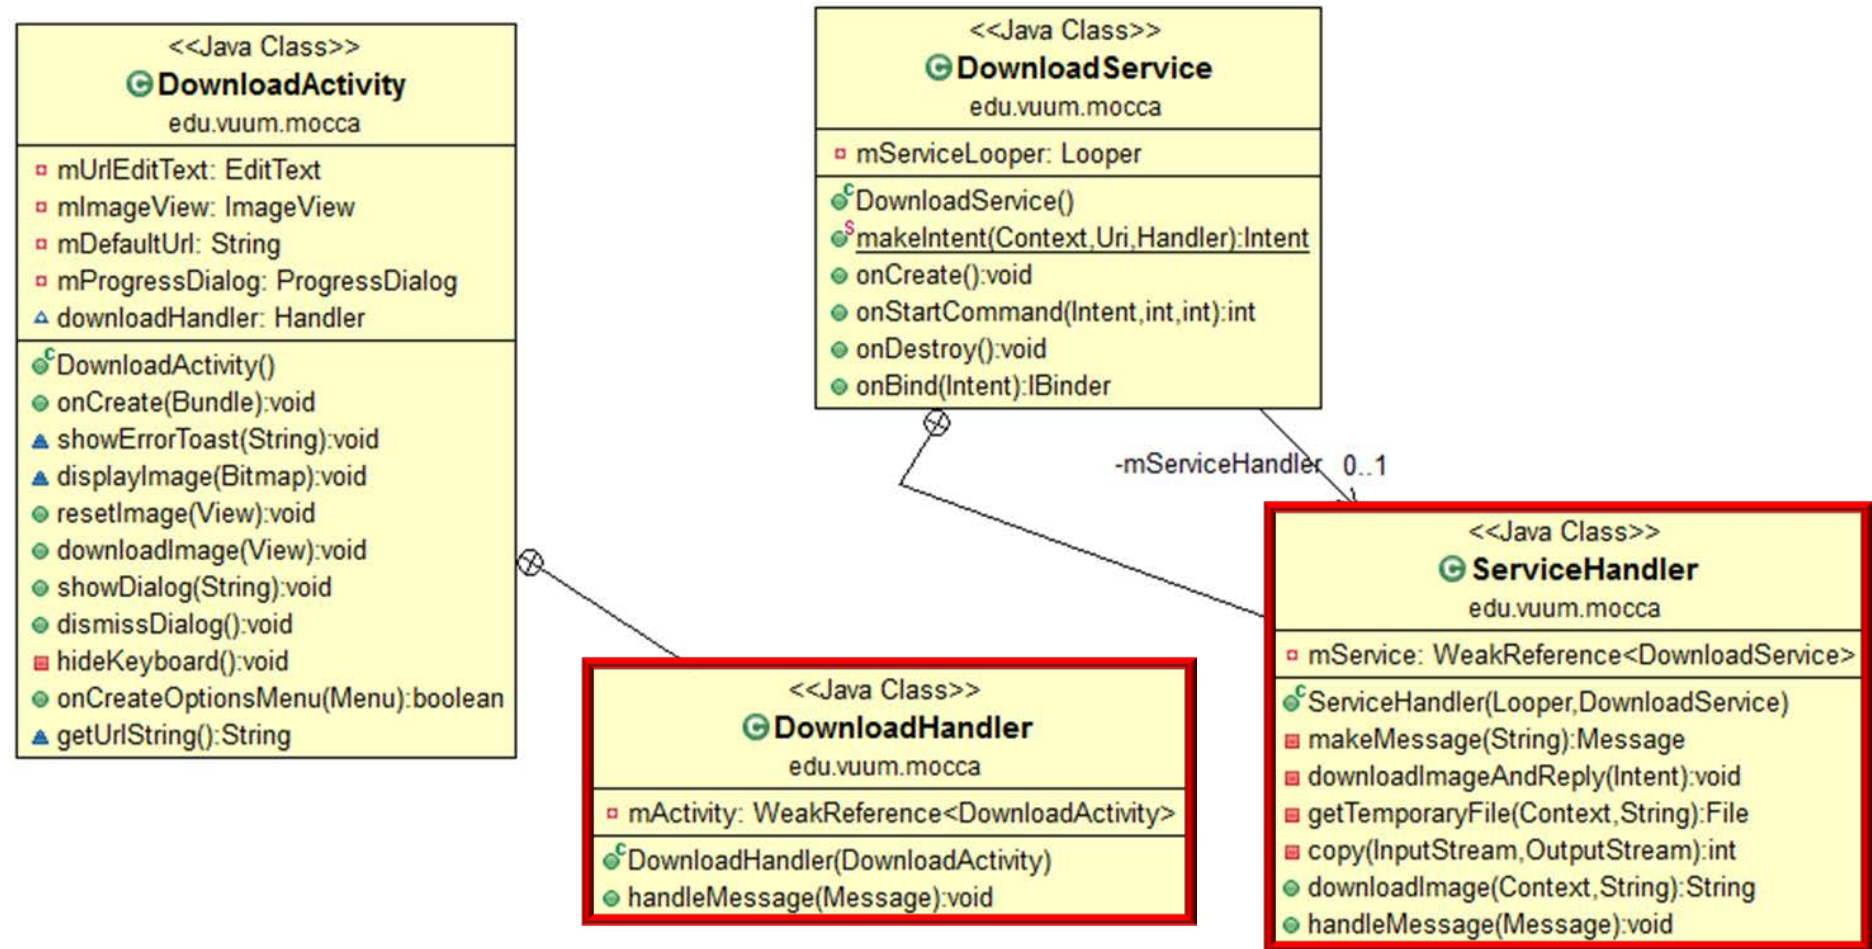 <<Java Class>>
DownloadActivity
edu.vuum.mocca
mUrlEditText: EditText
mImageView: ImageView
mDefaultUrl: String
mProgressDialog: ProgressDialog
downloadHandler: Handler
DownloadActivity()
onCreate(Bundle):void
showErrorToast(String):void
displayImage(Bitmap):void
resetImage(View):void
downloadImage(View):void
showDialog(String):void
dismissDialog():void
hideKeyboard():void
onCreateOptionsMenu(Menu):boolean
getUrlString():String
<<Java Class>>
DownloadService
edu.vuum.mocca
mServiceLooper: Looper
DownloadService()
makeIntent(Context,Uri,Handler):Intent
onCreate():void
onStartCommand(Intent,int,int):int
onDestroy():void
onBind(Intent):IBinder
-mServiceHandler 0..1
<<Java Class>>
DownloadHandler
edu.vuum.mocca
mActivity: WeakReference<DownloadActivity>
DownloadHandler(DownloadActivity)
handleMessage(Message):void
<<Java Class>>
ServiceHandler
edu.vuum.mocca
mService: WeakReference<DownloadService>
ServiceHandler(Looper,DownloadService)
makeMessage(String):Message
downloadImageAndReply(Intent):void
getTemporaryFile(Context,String):File
copy(InputStream,OutputStream):int
downloadImage(Context,String):String
handleMessage(Message):void